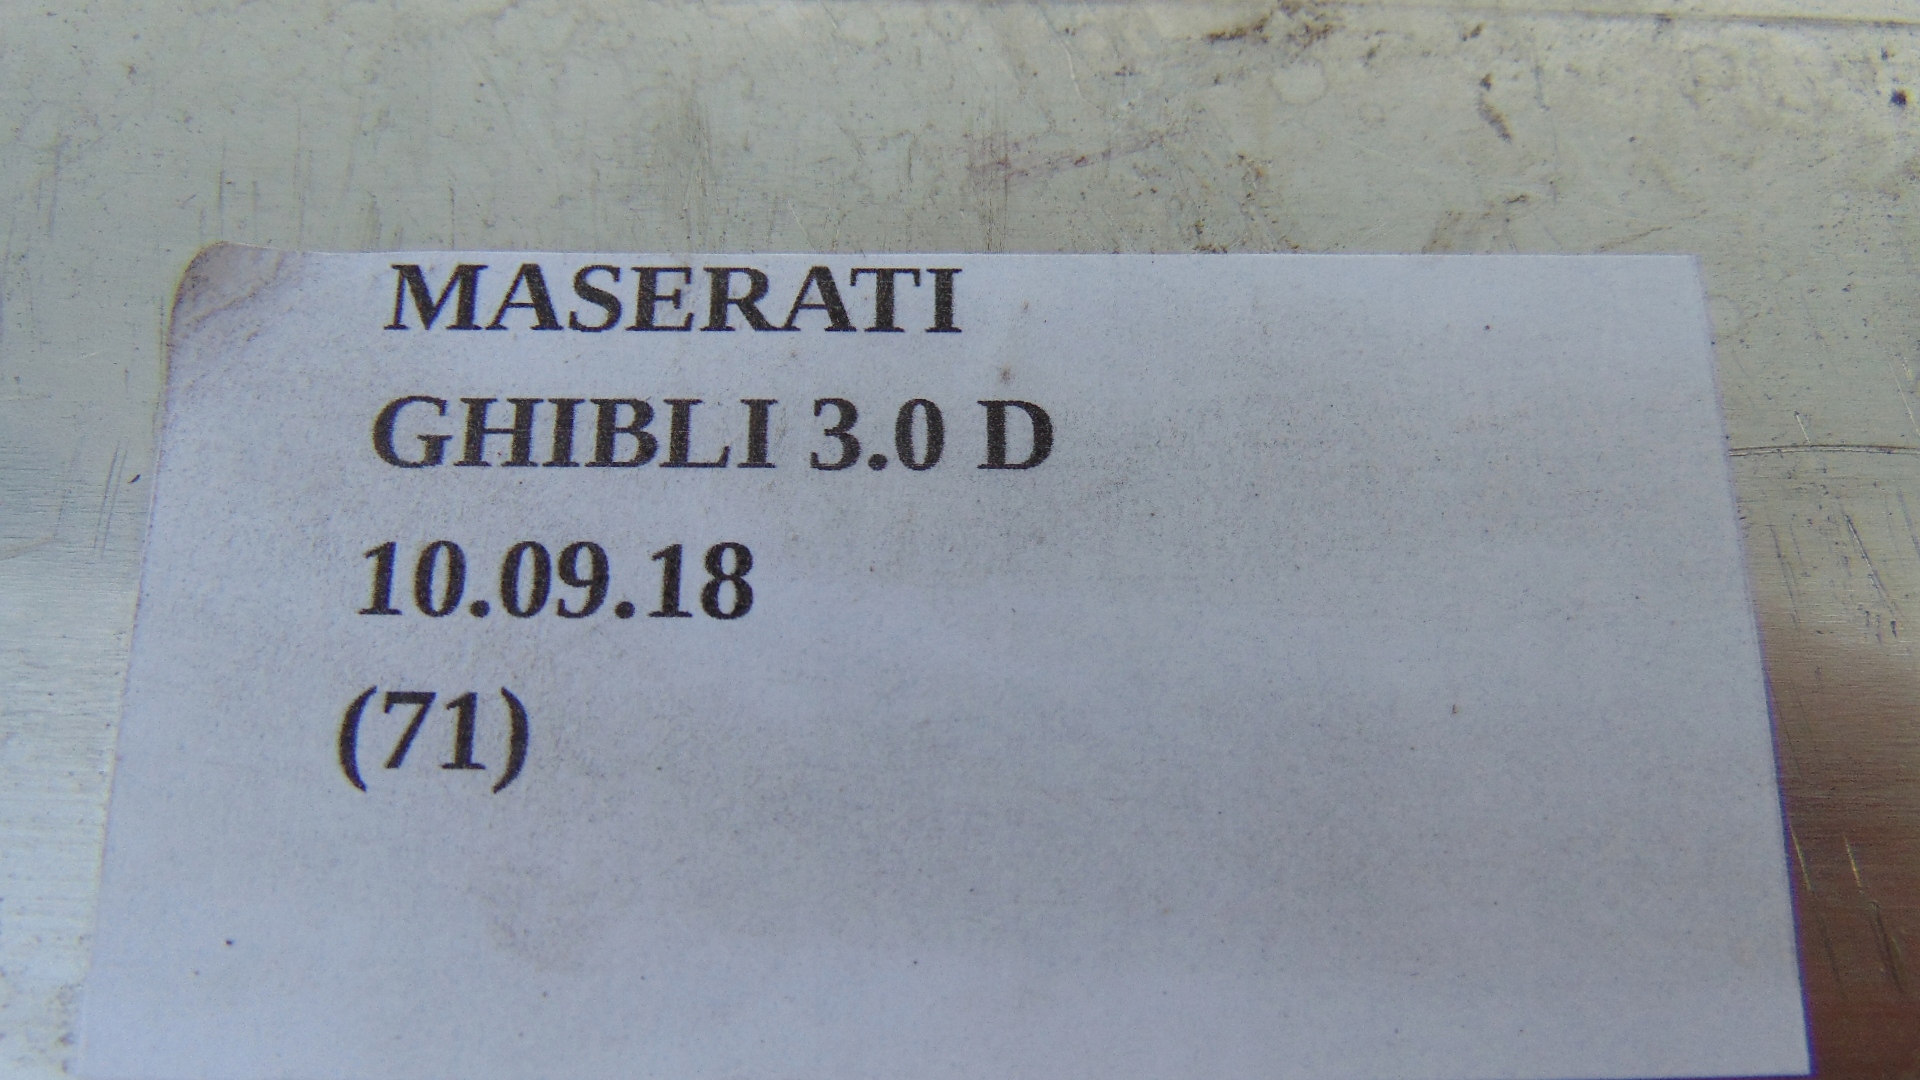 MASERATI
GHIBLI 3.0 D
10.09.18
(71)